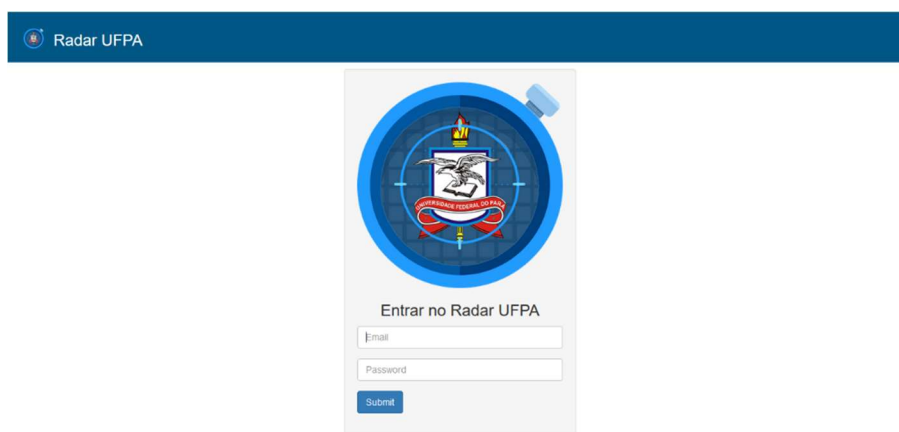 Radar UFPA
UNIVERSIDADE FEDERAL DO PARÁ
Entrar no Radar UFPA
Email
Password
Submit